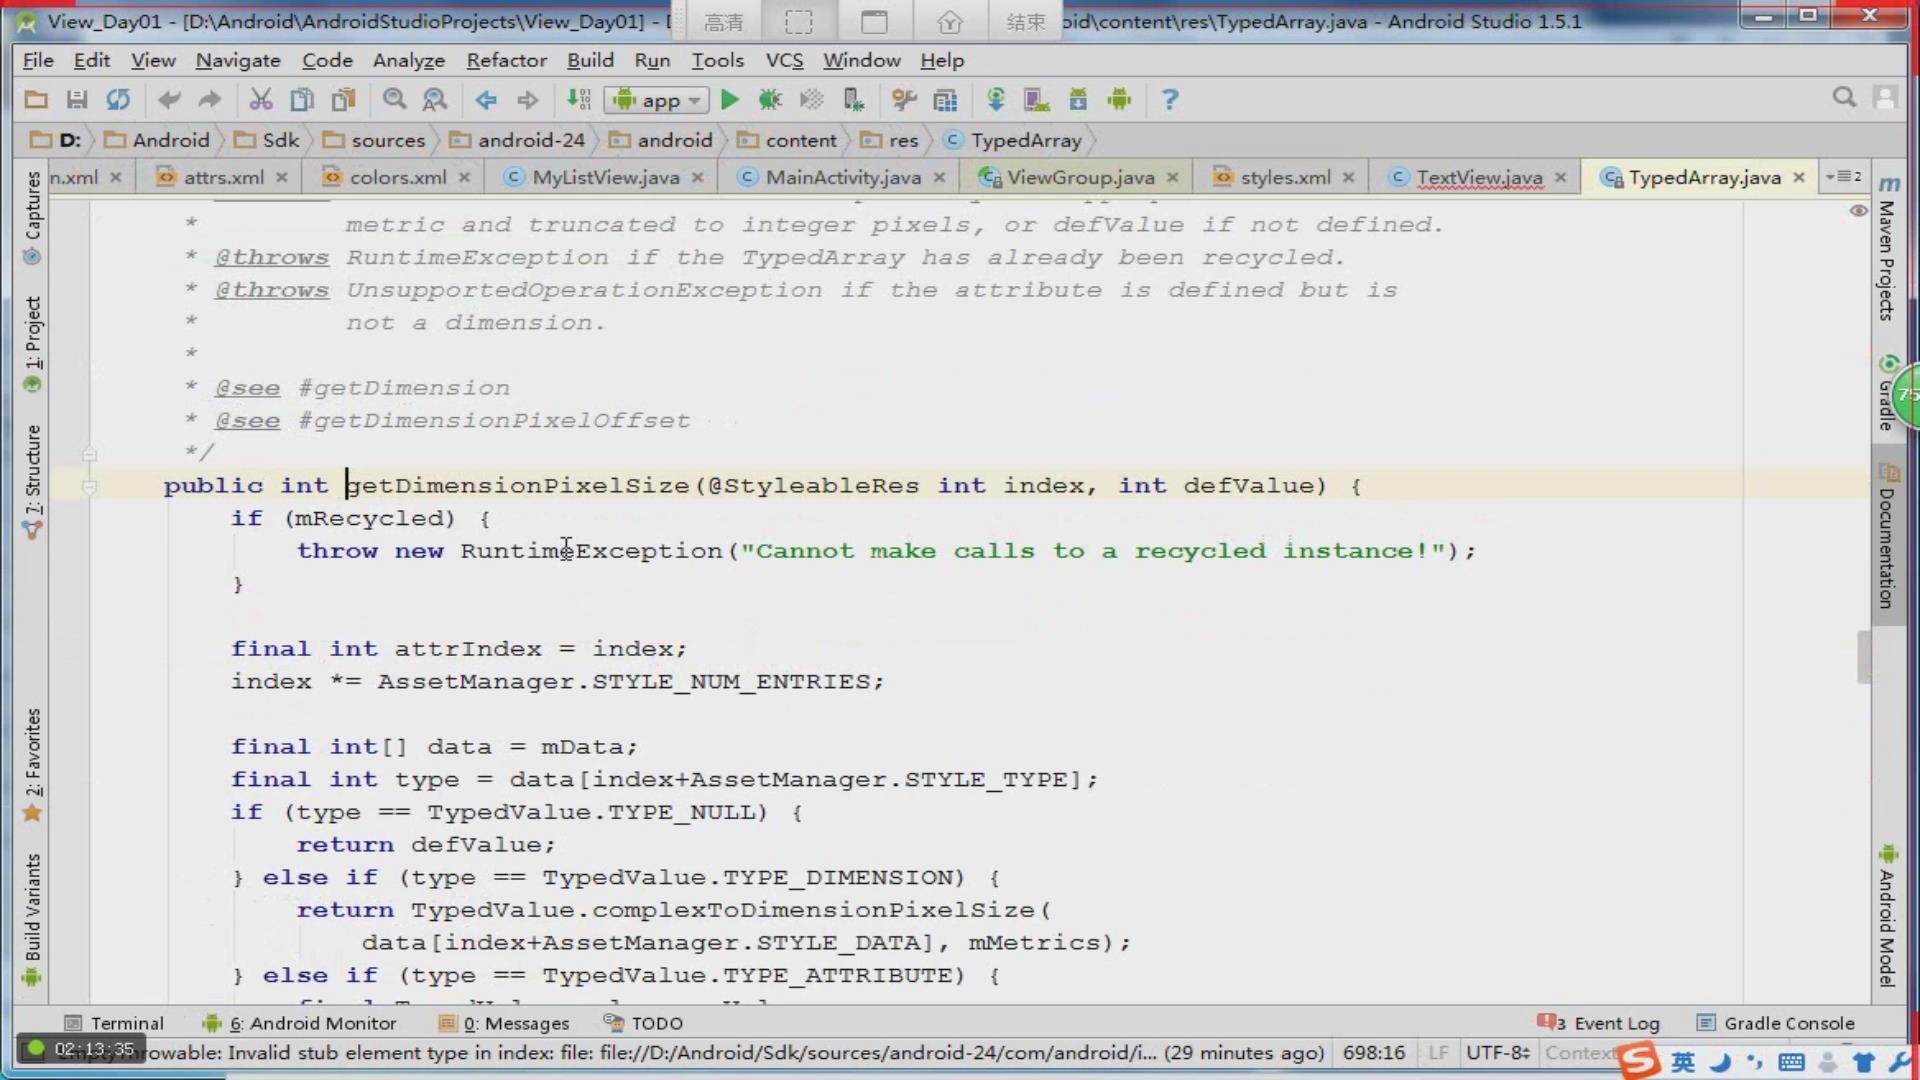 View_Day01 - [D:\Android\AndroidStudioProjects\View_Day01] - [
高清
结束
oid\content\res\TypedArray.java - Android Studio 1.5.1
File Edit View Navigate Code Analyze Refactor Build Run Tools VCS Window Help
app
D: Android Sdk sources android-24 android content res TypedArray
n.xml attrs.xml colors.xml MyListView.java MainActivity.java ViewGroup.java styles.xml TextView.java TypedArray.java 2
* metric and truncated to integer pixels, or defValue if not defined.
* @throws RuntimeException if the TypedArray has already been recycled.
* @throws UnsupportedOperationException if the attribute is defined but is
* not a dimension.
*
* @see #getDimension
* @see #getDimensionPixelOffset
*/
public int getDimensionPixelSize(@StyleableRes int index, int defValue) {
if (mRecycled) {
throw new RuntimeException("Cannot make calls to a recycled instance!");
}
final int attrIndex = index;
index *= AssetManager.STYLE_NUM_ENTRIES;
final int[] data = mData;
final int type = data[index+AssetManager.STYLE_TYPE];
if (type == TypedValue.TYPE_NULL) {
return defValue;
} else if (type == TypedValue.TYPE_DIMENSION) {
return TypedValue.complexToDimensionPixelSize(
data[index+AssetManager.STYLE_DATA], mMetrics);
} else if (type == TypedValue.TYPE_ATTRIBUTE) {
Captures
1: Project
7: Structure
2: Favorites
Build Variants
m
Maven Projects
Gradle
75
Documentation
Android Model
Terminal 6: Android Monitor 0: Messages TODO
3 Event Log Gradle Console
02:13:35
hrowable: Invalid stub element type in index: file: file://D:/Android/Sdk/sources/android-24/com/android/i... (29 minutes ago) 698:16 LF UTF-8 Context
英